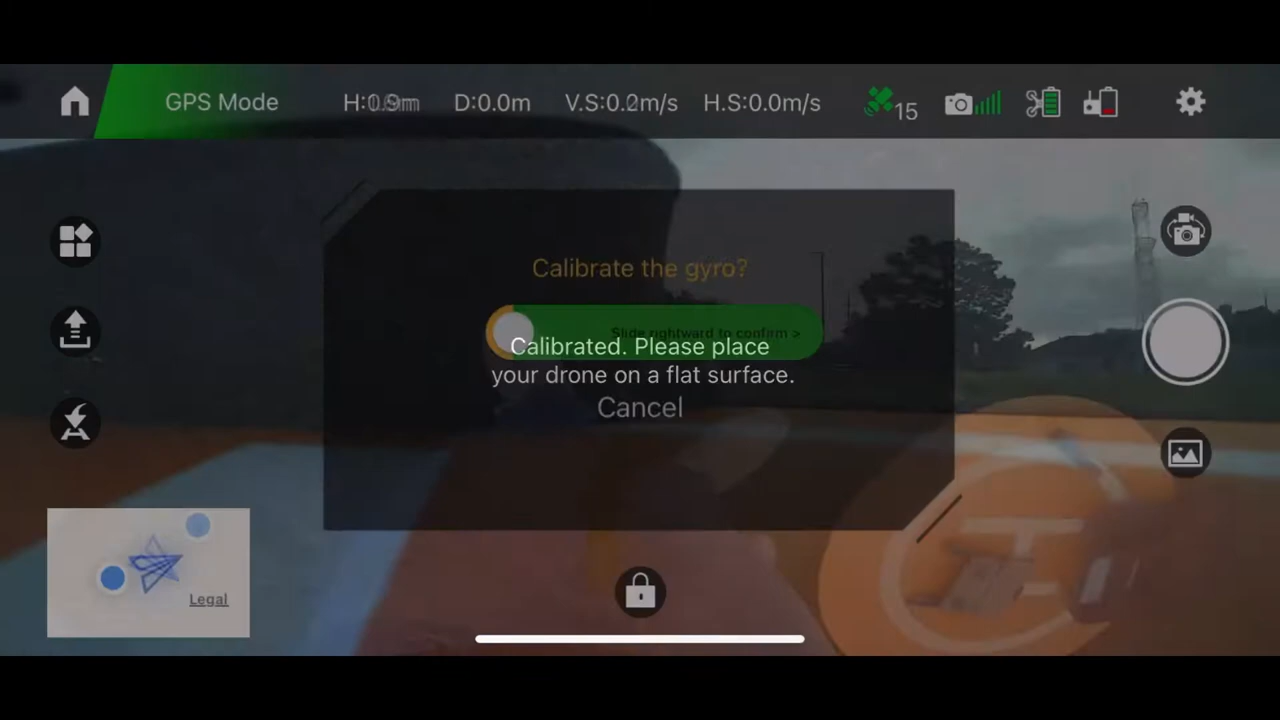 GPS Mode
D:0.0m
V.S:0.2m/s
H.S:0.0m/s
15
Calibrate the gyro?
Slide rightward to confirm >
Calibrated. Please place
your drone on a flat surface.
Cancel
Legal
H